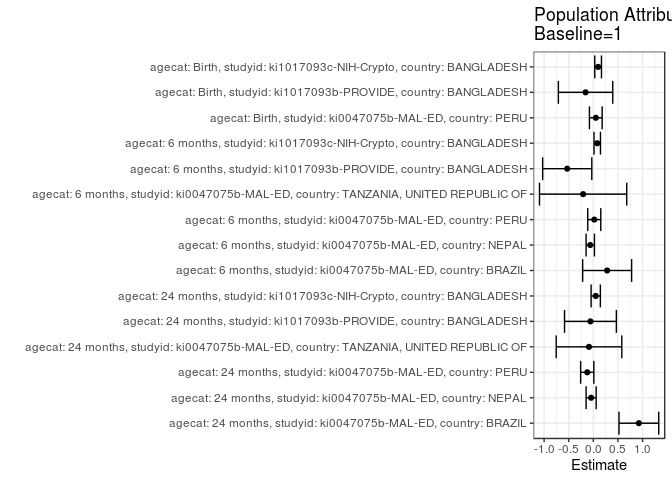 Population Attribu
Baseline=1
agecat: Birth, studyid: ki1017093c-NIH-Crypto, country: BANGLADESH
agecat: Birth, studyid: ki1017093b-PROVIDE, country: BANGLADESH
agecat: Birth, studyid: ki0047075b-MAL-ED, country: PERU
agecat: 6 months, studyid: ki1017093c-NIH-Crypto, country: BANGLADESH
agecat: 6 months, studyid: ki1017093b-PROVIDE, country: BANGLADESH
agecat: 6 months, studyid: ki0047075b-MAL-ED, country: TANZANIA, UNITED REPUBLIC OF
agecat: 6 months, studyid: ki0047075b-MAL-ED, country: PERU
agecat: 6 months, studyid: ki0047075b-MAL-ED, country: NEPAL
agecat: 6 months, studyid: ki0047075b-MAL-ED, country: BRAZIL
agecat: 24 months, studyid: ki1017093c-NIH-Crypto, country: BANGLADESH
agecat: 24 months, studyid: ki1017093b-PROVIDE, country: BANGLADESH
agecat: 24 months, studyid: ki0047075b-MAL-ED, country: TANZANIA, UNITED REPUBLIC OF
agecat: 24 months, studyid: ki0047075b-MAL-ED, country: PERU
agecat: 24 months, studyid: ki0047075b-MAL-ED, country: NEPAL
agecat: 24 months, studyid: ki0047075b-MAL-ED, country: BRAZIL
-1.0 -0.5 0.0 0.5 1.0
Estimate